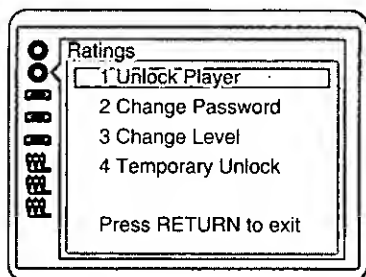 Ratings
1 Unlock Player
2 Change Password
3 Change Level
4 Temporary Unlock
Press RETURN to exit